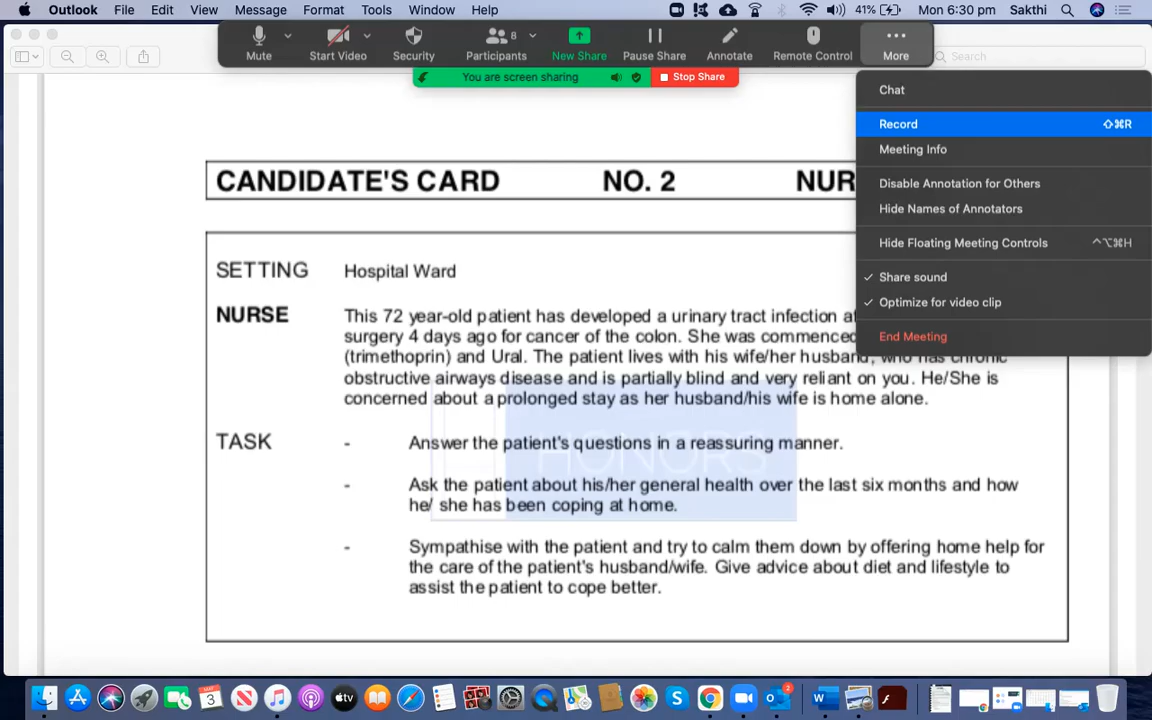 Outlook File Edit View Message Format Tools Outlook Window Help 41% Mon 6:30 pm Sakthi
Mute Start Video Security Participants 8 New Share Pause Share Annotate Remote Control More
Search
You are screen sharing Stop Share
Chat
Record ⇧⌘R
Meeting Info
Disable Annotation for Others
Hide Names of Annotators
Hide Floating Meeting Controls ^⌥⌘H
✓ Share sound
✓ Optimize for video clip
End Meeting
CANDIDATE'S CARD NO. 2
SETTING Hospital Ward
NURSE This 72 year-old patient has developed a urinary tract infection
surgery 4 days ago for cancer of the colon. She was commenced
(trimethoprin) and Ural. The patient lives with his wife/her husband, who has chronic
obstructive airways disease and is partially blind and very reliant on you. He/She is
concerned about a prolonged stay as her husband/his wife is home alone.
TASK - Answer the patient's questions in a reassuring manner.
- Ask the patient about his/her general health over the last six months and how
he/ she has been coping at home.
HONORS
- Sympathise with the patient and try to calm them down by offering home help for
the care of the patient's husband/wife. Give advice about diet and lifestyle to
assist the patient to cope better.
3
tv
2
W